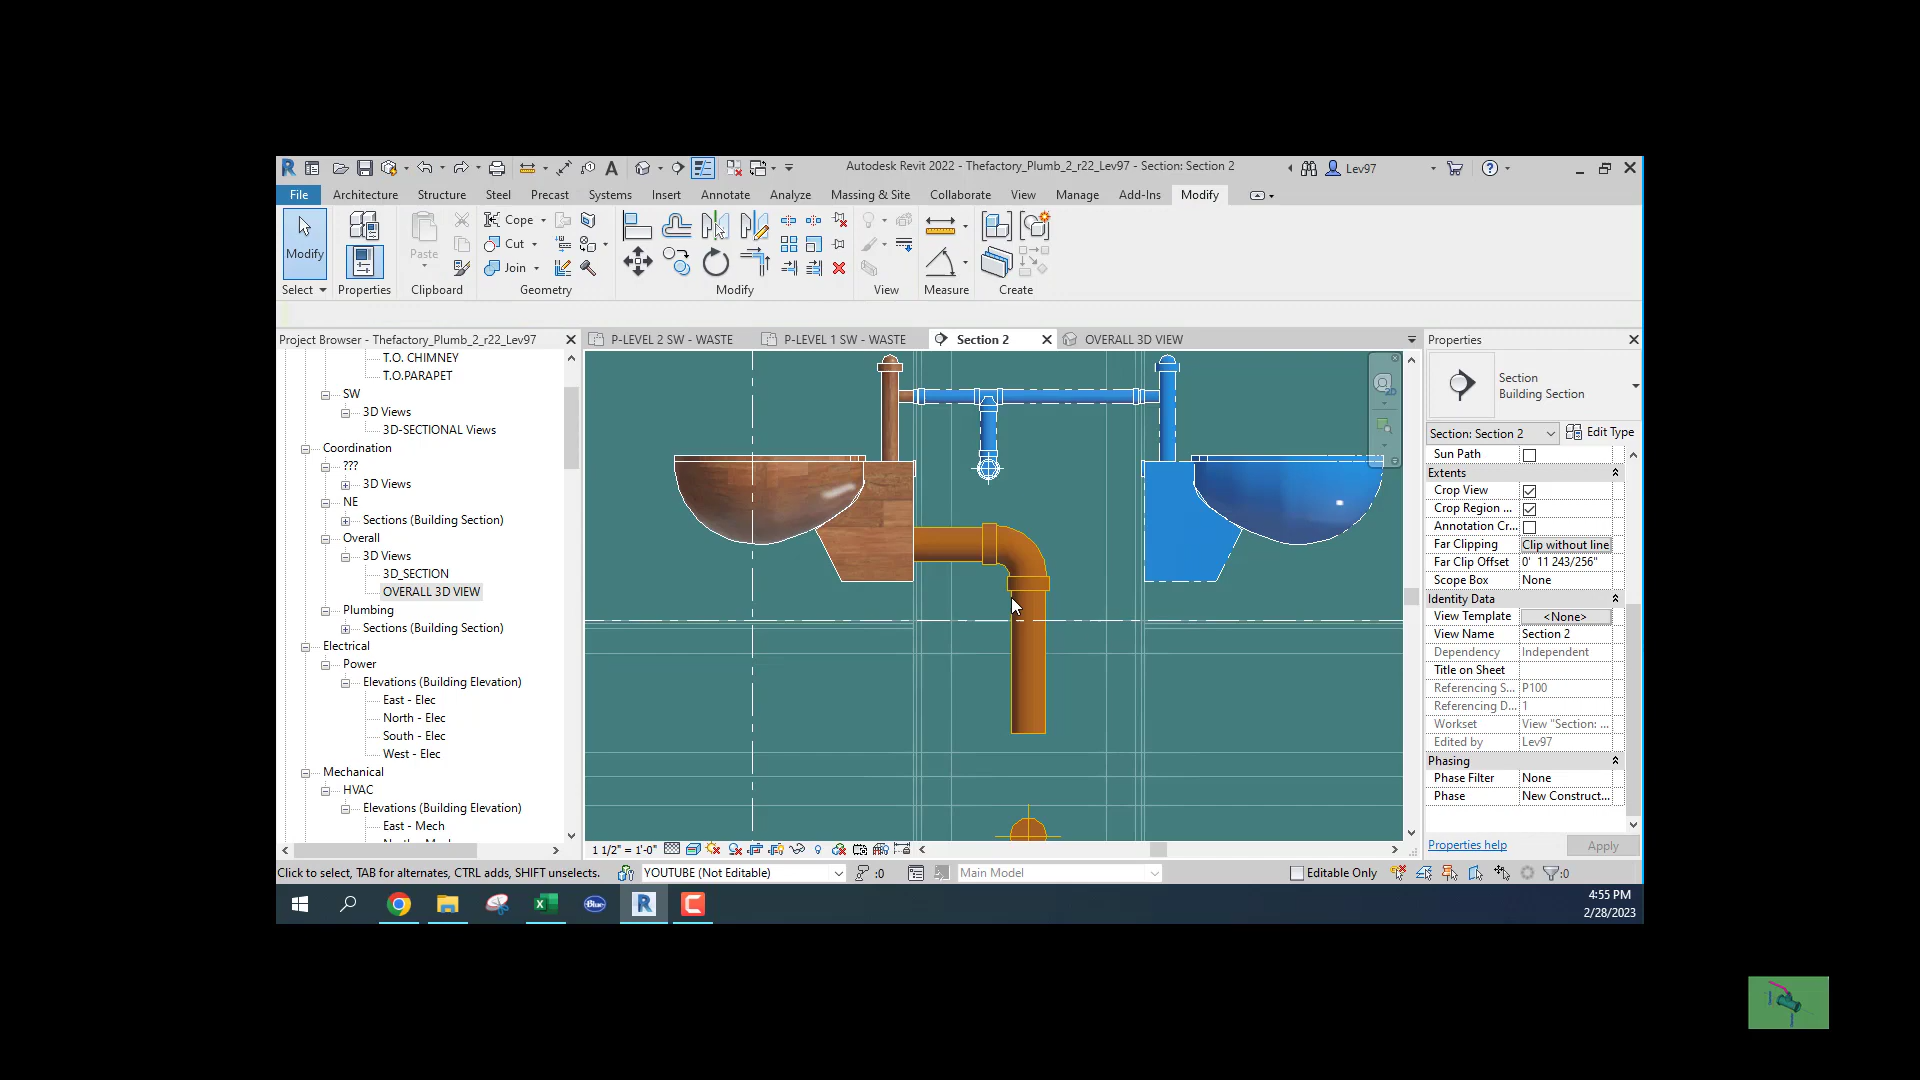 Autodesk Revit 2022 - Thefactory_Plumb_2_r22_Lev97 - Section: Section 2
Lev97
File Architecture Structure Steel Precast Systems Insert Annotate Analyze Massing & Site Collaborate View Manage Add-Ins Modify
Modify
Paste
Cope
Cut
Join
Select Properties Clipboard Geometry Modify View Measure Create
Project Browser - Thefactory_Plumb_2_r22_Lev97
T.O. CHIMNEY
T.O.PARAPET
SW
3D Views
3D-SECTIONAL Views
Coordination
???
3D Views
NE
Sections (Building Section)
Overall
3D Views
3D_SECTION
OVERALL 3D VIEW
Plumbing
Sections (Building Section)
Electrical
Power
Elevations (Building Elevation)
East - Elec
North - Elec
South - Elec
West - Elec
Mechanical
HVAC
Elevations (Building Elevation)
East - Mech
P-LEVEL 2 SW - WASTE
P-LEVEL 1 SW - WASTE
Section 2
OVERALL 3D VIEW
1 1/2" = 1'-0"
Properties
Section
Building Section
Section: Section 2
Edit Type
Sun Path
Extents
Crop View
Crop Region ...
Annotation Cr...
Far Clipping Clip without line
Far Clip Offset 0' 11 243/256"
Scope Box None
Identity Data
View Template <None>
View Name Section 2
Dependency Independent
Title on Sheet
Referencing S... P100
Referencing D... 1
Workset View "Section: ...
Edited by Lev97
Phasing
Phase Filter None
Phase New Construct...
Properties help
Apply
Click to select, TAB for alternates, CTRL adds, SHIFT unselects.
YOUTUBE (Not Editable)
:0
Main Model
Editable Only
:0
4:55 PM
2/28/2023